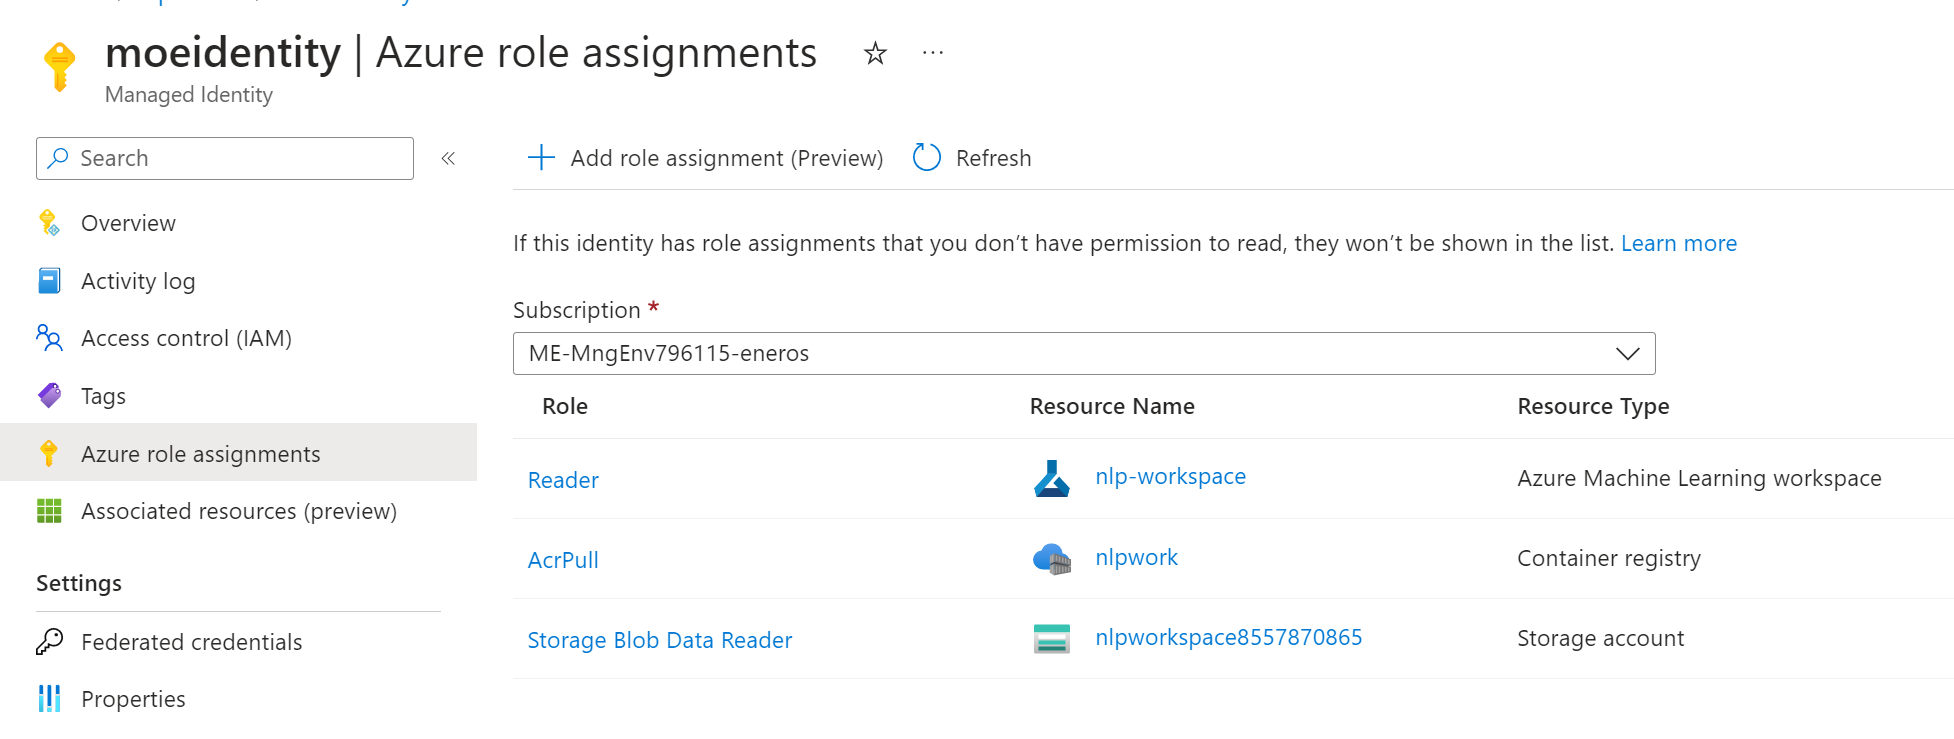 moeidentity | Azure role assignments
Managed Identity
Search
Overview
Activity log
Access control (IAM)
Tags
Azure role assignments
Associated resources (preview)
Settings
Federated credentials
Properties
Add role assignment (Preview) Refresh
If this identity has role assignments that you don’t have permission to read, they won’t be shown in the list. Learn more
Subscription *
ME-MngEnv796115-eneros
Role Resource Name Resource Type
Reader nlp-workspace Azure Machine Learning workspace
AcrPull nlpwork Container registry
Storage Blob Data Reader nlpworkspace8557870865 Storage account